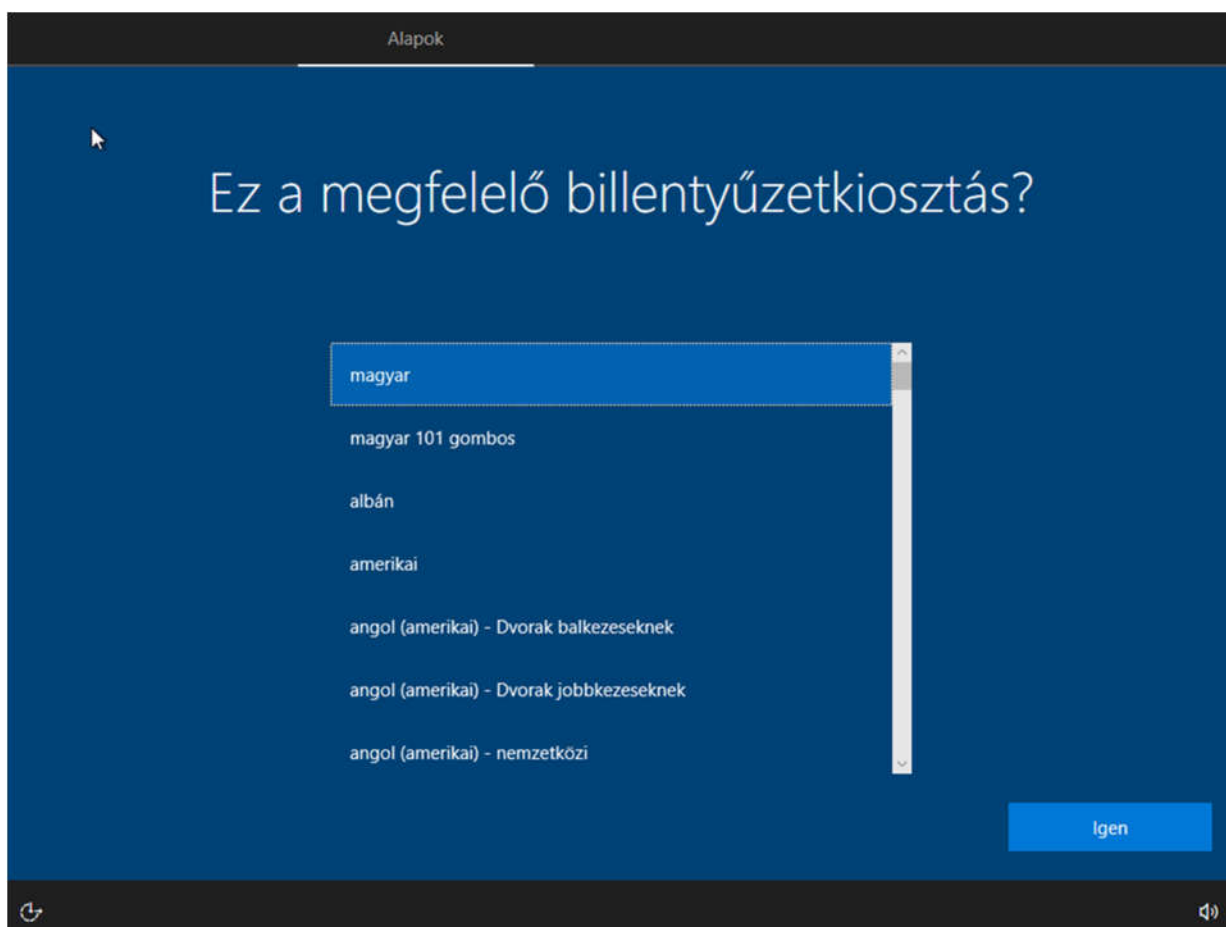 Alapok
Ez a megfelelő billentyűzetkiosztás?
magyar
magyar 101 gombos
albán
amerikai
angol (amerikai) - Dvorak balkezeseknek
angol (amerikai) - Dvorak jobbkezeseknek
angol (amerikai) - nemzetközi
Igen